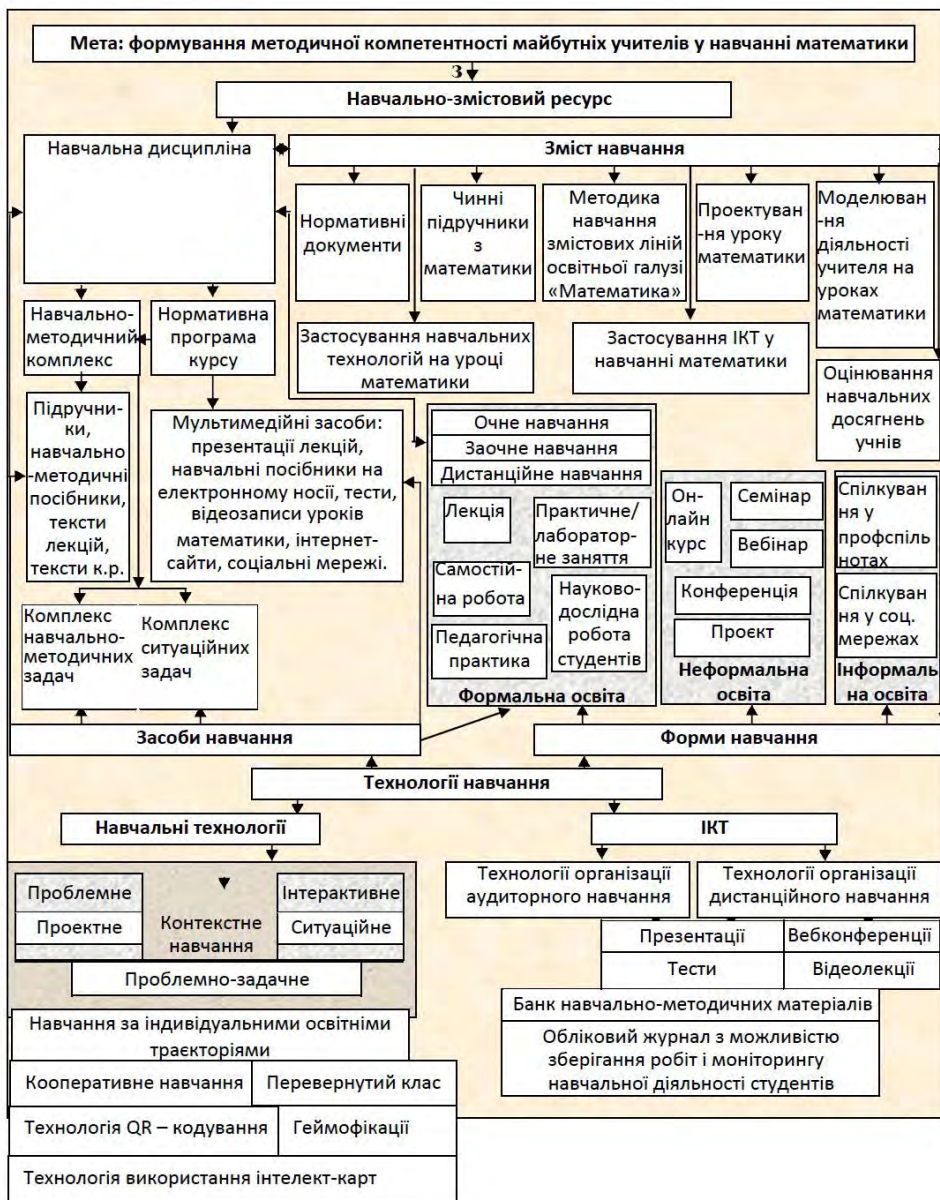 Мета: формування методичної компетентності майбутніх учителів у навчанні математики
З
Навчально-змістовий ресурс
Навчальна дисципліна
Зміст навчання
Нормативні
документи
Чинні
підручники
з
математики
Методика
навчання
змістових ліній
освітньої галузі
«Математика»
Проектуван
-ня уроку
математики
Моделюван
-ня
діяльності
учителя на
уроках
математики
Навчально-
методичний
комплекс
Нормативна
програма
курсу
Застосування навчальних
технологій на уроці
математики
Застосування ІКТ у
навчанні математики
Оцінювання
навчальних
досягнень
учнів
Підручни-
ки,
навчально
-методичні
посібники,
тексти
лекцій,
тексти к.р.
Мультимедійні засоби:
презентації лекцій,
навчальні посібники на
електронному носії, тести,
відеозаписи уроків
математики, інтернет-
сайти, соціальні мережі.
Очне навчання
Заочне навчання
Дистанційне навчання
Лекція
Практичне/
лаборатор-
не заняття
Самостій-
на робота
Науково-
дослідна
робота
студентів
Педагогічна
практика
Формальна освіта
Он-
лайн
курс
Семінар
Вебінар
Конференція
Проєкт
Неформальна
освіта
Спілкуван
ня у
профспіль
нотах
Спілкуван
ня у соц.
мережах
Інформаль
на освіта
Комплекс
навчально-
методичних
задач
Комплекс
ситуаційних
задач
Засоби навчання
Форми навчання
Технології навчання
Навчальні технології
ІКТ
Проблемне
Проектне
Контекстне
навчання
Інтерактивне
Ситуаційне
Проблемно-задачне
Технології організації
аудиторного навчання
Технології організації
дистанційного навчання
Презентації
Вебконференції
Тести
Відеолекції
Банк навчально-методичних матеріалів
Обліковий журнал з можливістю
зберігання робіт і моніторингу
навчальної діяльності студентів
Навчання за індивідуальними освітніми
траєкторіями
Кооперативне навчання
Перевернутий клас
Технологія QR – кодування
Геймофікації
Технологія використання інтелект-карт